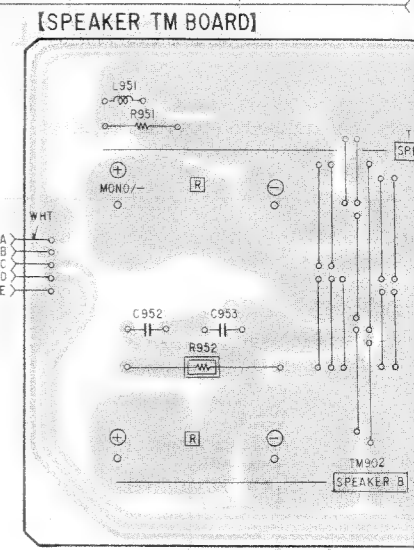 [SPEAKER TM BOARD]
L951
R951
T
⊕
MONO/−
R
⊖
WHT
A
B
C
D
E
C952
C953
R952
⊕
R
⊖
TM902
SPEAKER B